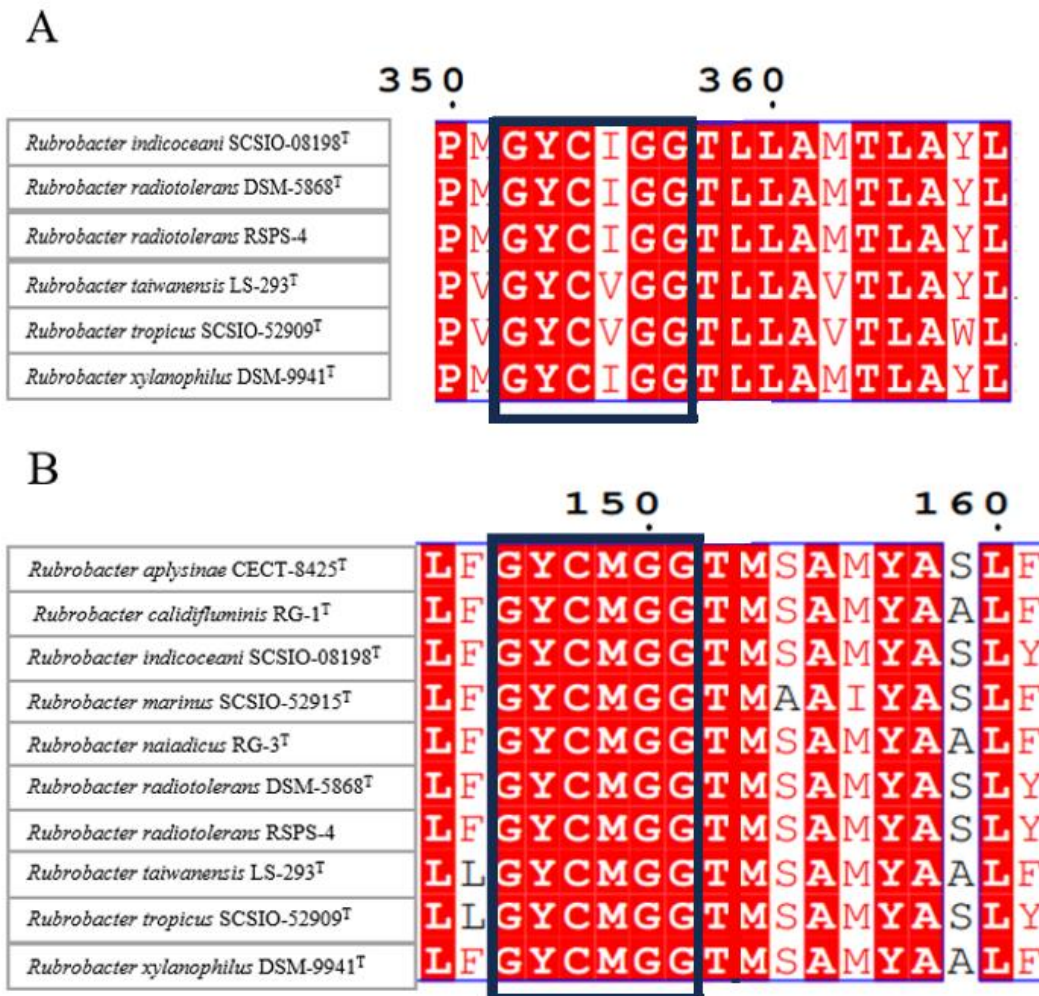 A
350 360
Rubrobacter indicoceani SCSIO-08198ᵀ PMGYCIGGTLLAMTLAYL
Rubrobacter radiotolerans DSM-5868ᵀ PMGYCIGGTLLAMTLAYL
Rubrobacter radiotolerans RSPS-4 PMGYCIGGTLLAMTLAYL
Rubrobacter taiwanensis LS-293ᵀ PVGYCVGGTLLAVTLAYL
Rubrobacter tropicus SCSIO-52909ᵀ PVGYCVGGTLLAVTLAWL
Rubrobacter xylanophilus DSM-9941ᵀ PMGYCIGGTLLAMTLAYL
B
150 160
Rubrobacter aplysinae CECT-8425ᵀ LFGYCMGGTMSAMYASLF
Rubrobacter calidifluminis RG-1ᵀ LFGYCMGGTMSAMYAALF
Rubrobacter indicoceani SCSIO-08198ᵀ LFGYCMGGTMSAMYASLY
Rubrobacter marinus SCSIO-52915ᵀ LFGYCMGGTMAAIYASLF
Rubrobacter naiadicus RG-3ᵀ LFGYCMGGTMSAMYAALF
Rubrobacter radiotolerans DSM-5868ᵀ LFGYCMGGTMSAMYASLY
Rubrobacter radiotolerans RSPS-4 LFGYCMGGTMSAMYASLY
Rubrobacter taiwanensis LS-293ᵀ LLGYCMGGTMSAMYAALF
Rubrobacter tropicus SCSIO-52909ᵀ LLGYCMGGTMSAMYASLY
Rubrobacter xylanophilus DSM-9941ᵀ LFGYCMGGTMSAMYAALF